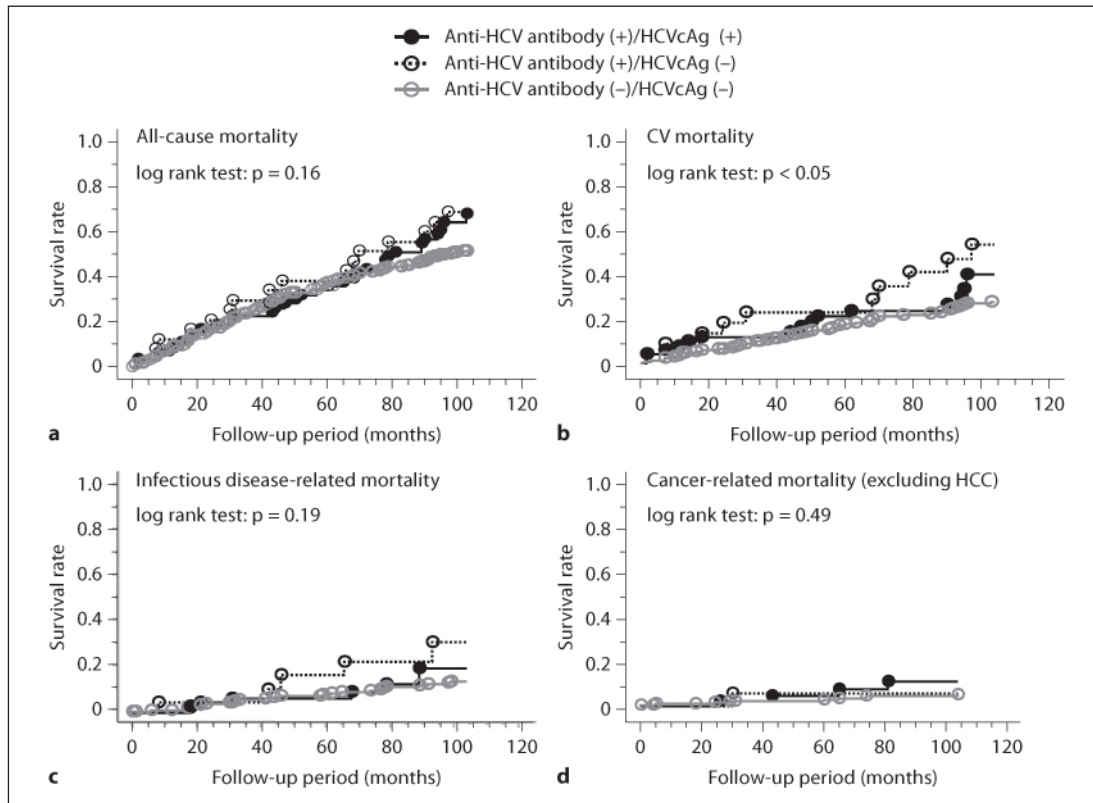 Anti-HCV antibody (+)/HCVcAg (+)
Anti-HCV antibody (+)/HCVcAg (–)
Anti-HCV antibody (–)/HCVcAg (–)
All-cause mortality
log rank test: p = 0.16
Survival rate
1.0
0.8
0.6
0.4
0.2
0
0 20 40 60 80 100 120
a
Follow-up period (months)
CV mortality
log rank test: p < 0.05
Survival rate
1.0
0.8
0.6
0.4
0.2
0
0 20 40 60 80 100 120
b
Follow-up period (months)
Infectious disease-related mortality
log rank test: p = 0.19
Survival rate
1.0
0.8
0.6
0.4
0.2
0
0 20 40 60 80 100 120
c
Follow-up period (months)
Cancer-related mortality (excluding HCC)
log rank test: p = 0.49
Survival rate
1.0
0.8
0.6
0.4
0.2
0
0 20 40 60 80 100 120
d
Follow-up period (months)